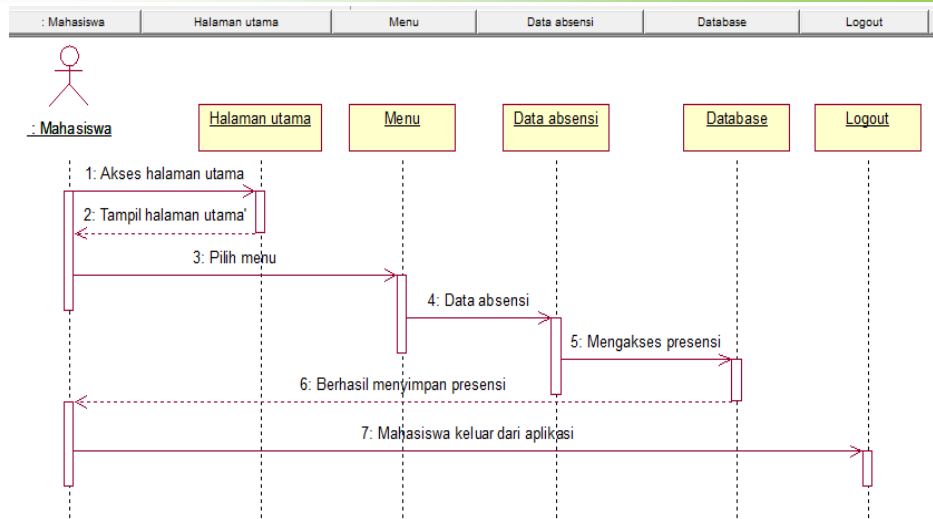 : Mahasiswa
Halaman utama
Menu
Data absensi
Database
Logout
: Mahasiswa
Halaman utama
Menu
Data absensi
Database
Logout
1: Akses halaman utama
2: Tampil halaman utama'
3: Pilih menu
4: Data absensi
5: Mengakses presensi
6: Berhasil menyimpan presensi
7: Mahasiswa keluar dari aplikasi